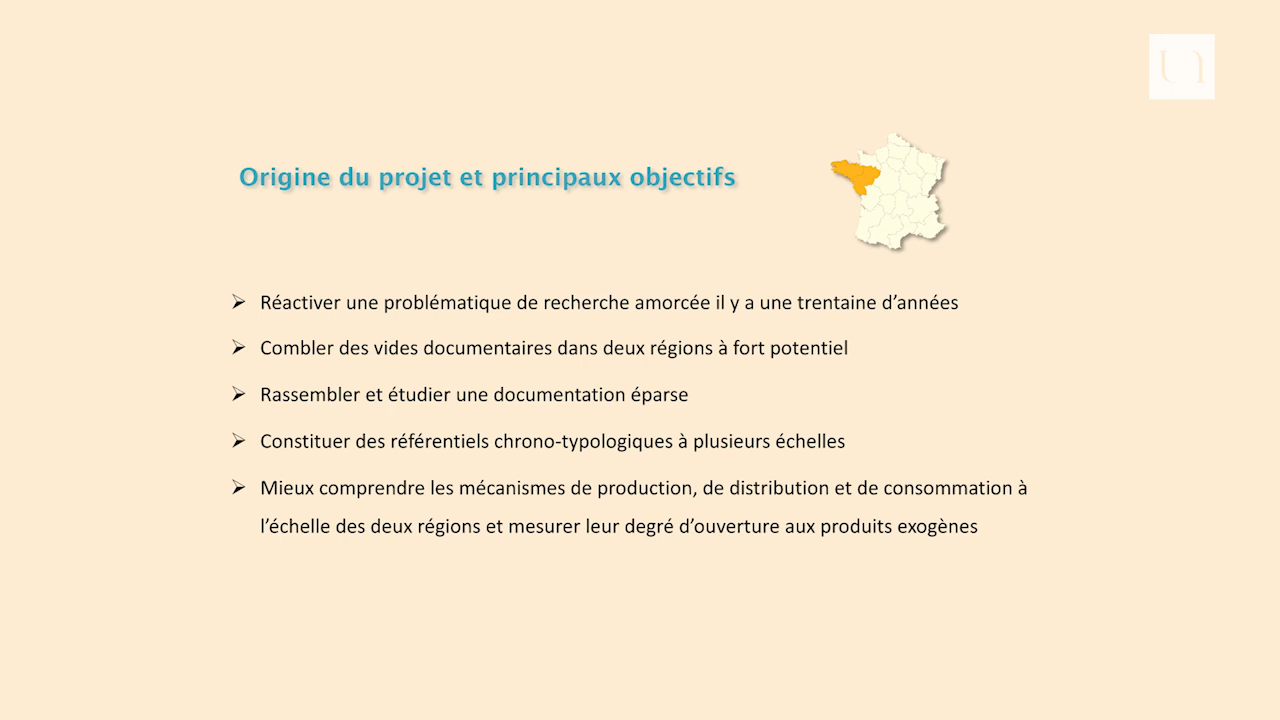 Origine du projet et principaux objectifs
➢ Réactiver une problématique de recherche amorcée il y a une trentaine d’années
➢ Combler des vides documentaires dans deux régions à fort potentiel
➢ Rassembler et étudier une documentation éparse
➢ Constituer des référentiels chrono-typologiques à plusieurs échelles
➢ Mieux comprendre les mécanismes de production, de distribution et de consommation à
l’échelle des deux régions et mesurer leur degré d’ouverture aux produits exogènes